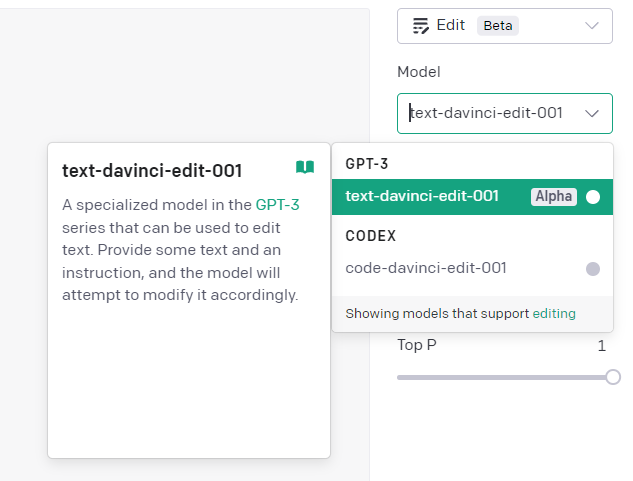 Edit Beta
Model
text-davinci-edit-001
text-davinci-edit-001
A specialized model in the GPT-3
series that can be used to edit
text. Provide some text and an
instruction, and the model will
attempt to modify it accordingly.
GPT-3
text-davinci-edit-001 Alpha
CODEX
code-davinci-edit-001
Showing models that support editing
Top P 1